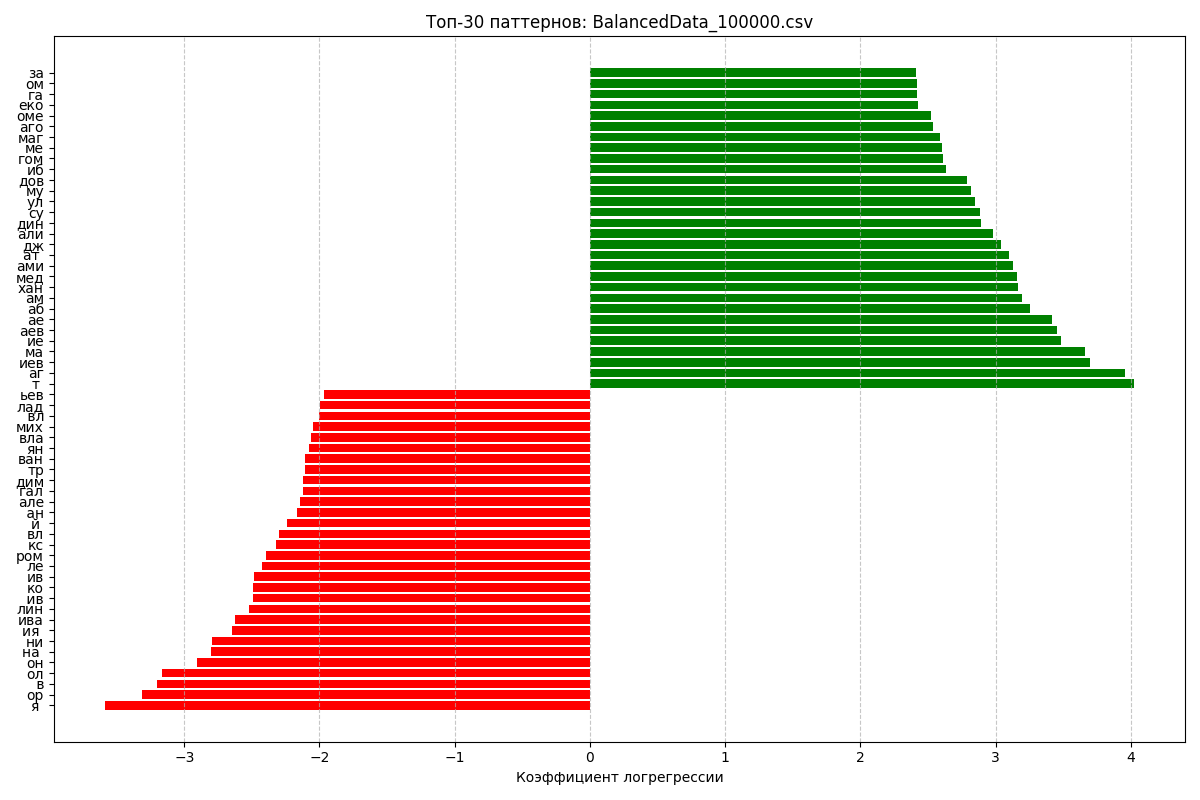 Топ-30 паттернов: BalancedData_100000.csv
за
ом
га
еко
оме
аго
маг
ме
гом
иб
дов
му
ул
су
дин
али
дж
ат
ами
мед
хан
ам
аб
ае
аев
ие
ма
иев
аг
т
ьев
лад
вл
мих
вла
ян
ван
тр
дим
гал
але
ан
й
вл
кс
ром
ле
ив
ко
ив
лин
ива
ия
ни
на
он
ол
в
ор
я
−3 −2 −1 0 1 2 3 4
Коэффициент логрегрессии